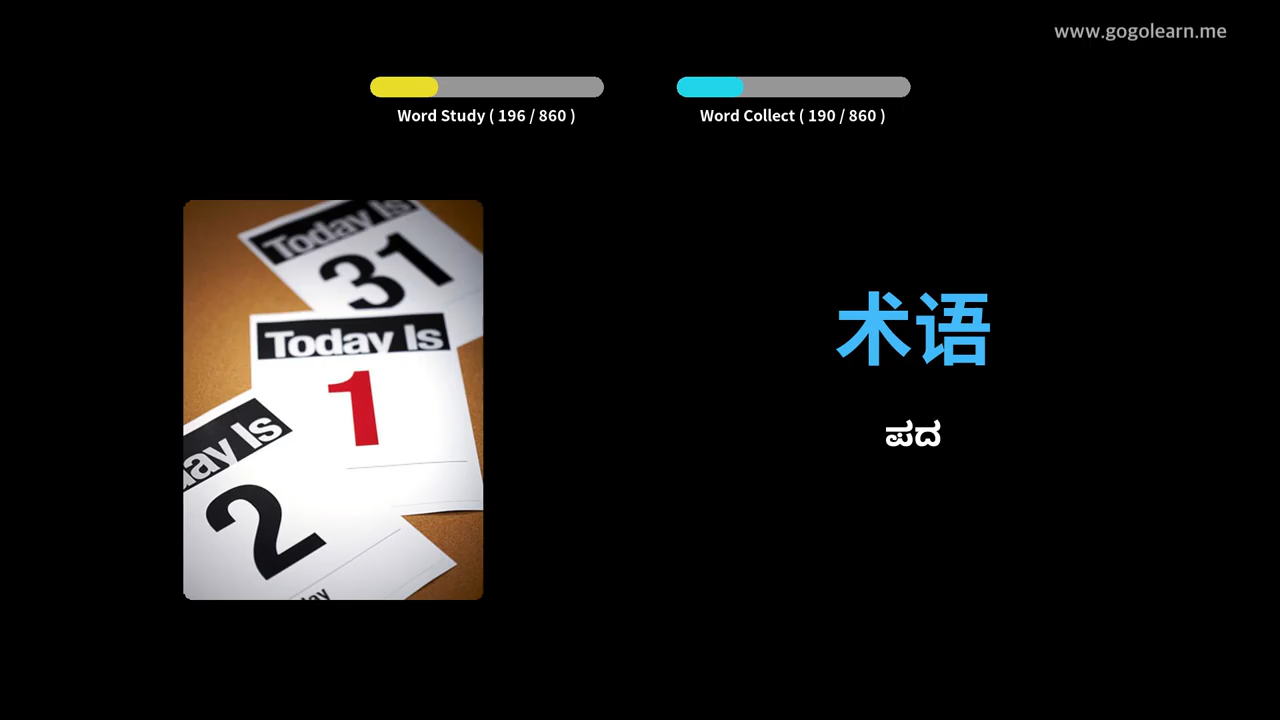 www.gogolearn.me
Word Study ( 196 / 860 )
Word Collect ( 190 / 860 )
Today Is
31
Today Is
1
ay Is
2
ay
术语
ಪದ